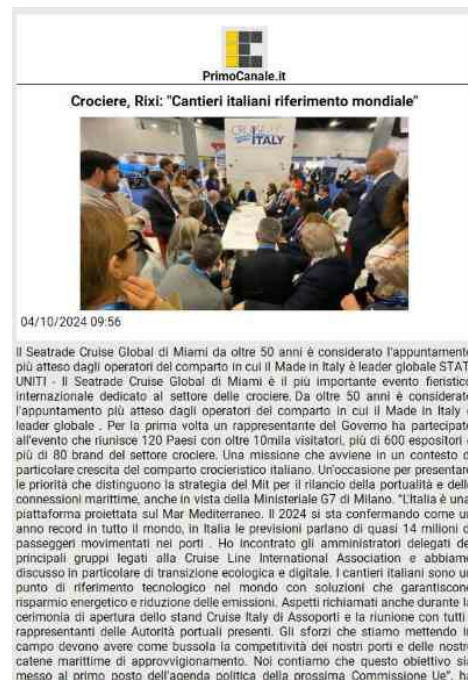 PrimoCanale.it
Crociere, Rixi: "Cantieri italiani riferimento mondiale"
CRUISE
ITALY
04/10/2024 09:56
Il Seatrade Cruise Global di Miami da oltre 50 anni è considerato l'appuntamento
più atteso dagli operatori del comparto in cui il Made in Italy è leader globale STATI
UNITI - Il Seatrade Cruise Global di Miami è il più importante evento fieristico
internazionale dedicato al settore delle crociere. Da oltre 50 anni è considerato
l'appuntamento più atteso dagli operatori del comparto in cui il Made in Italy
leader globale . Per la prima volta un rappresentante del Governo ha partecipato
all'evento che riunisce 120 Paesi con oltre 10mila visitatori, più di 600 espositori
più di 80 brand del settore crociere. Una missione che avviene in un contesto di
particolare crescita del comparto crocieristico italiano. Un'occasione per presentare
le priorità che distinguono la strategia del Mit per il rilancio della portualità e delle
connessioni marittime, anche in vista della Ministeriale G7 di Milano. "L'Italia è una
piattaforma proiettata sul Mar Mediterraneo. Il 2024 si sta confermando come un
anno record in tutto il mondo, in Italia le previsioni parlano di quasi 14 milioni di
passeggeri movimentati nei porti . Ho incontrato gli amministratori delegati dei
principali gruppi legati alla Cruise Line International Association e abbiamo
discusso in particolare di transizione ecologica e digitale. I cantieri italiani sono un
punto di riferimento tecnologico nel mondo con soluzioni che garantiscono
risparmio energetico e riduzione delle emissioni. Aspetti richiamati anche durante la
cerimonia di apertura dello stand Cruise Italy di Assoporti e la riunione con tutti i
rappresentanti delle Autorità portuali presenti. Gli sforzi che stiamo mettendo in
campo devono avere come bussola la competitività dei nostri porti e delle nostre
catene marittime di approvvigionamento. Noi contiamo che questo obiettivo sia
messo al primo posto dell'agenda politica della prossima Commissione Ue", ha